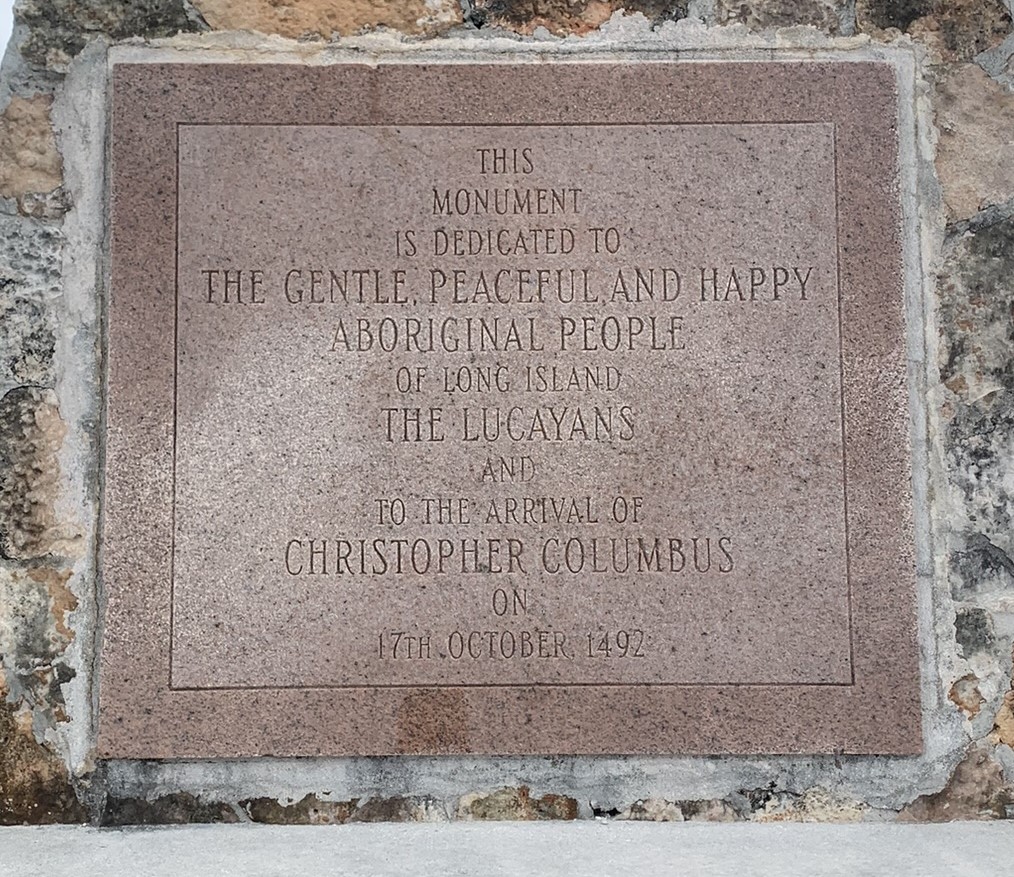 THIS
MONUMENT
IS DEDICATED TO
THE GENTLE, PEACEFUL AND HAPPY
ABORIGINAL PEOPLE
OF LONG ISLAND
THE LUCAYANS
AND
TO THE ARRIVAL OF
CHRISTOPHER COLUMBUS
ON
17TH OCTOBER, 1492